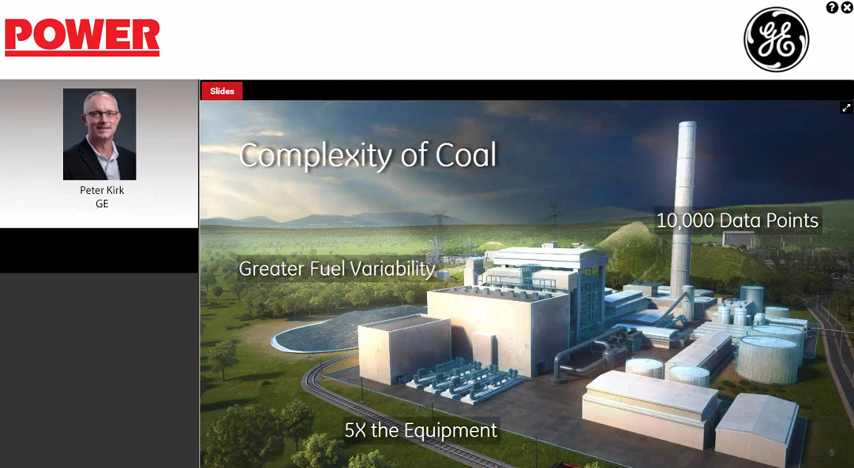 POWER
GE
?
Slides
Peter Kirk
GE
Complexity of Coal
10,000 Data Points
Greater Fuel Variability
5X the Equipment
9